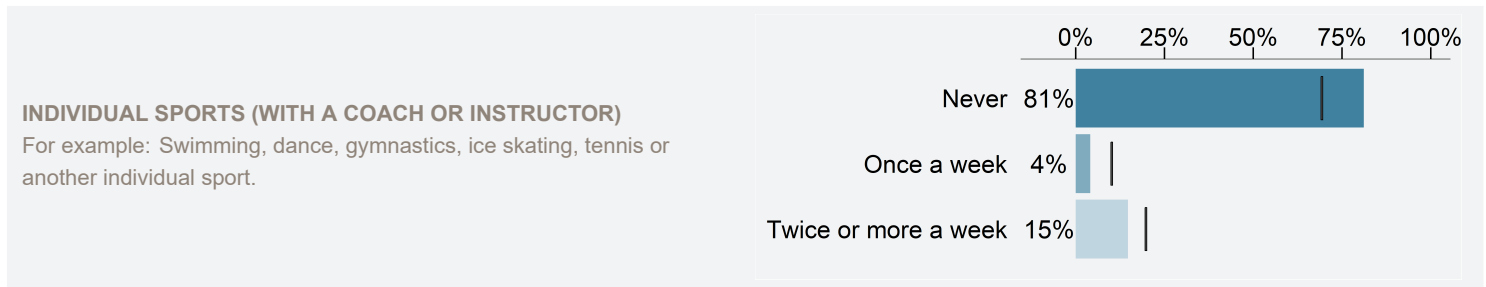 INDIVIDUAL SPORTS (WITH A COACH OR INSTRUCTOR)
For example: Swimming, dance, gymnastics, ice skating, tennis or
another individual sport.
0% 25% 50% 75% 100%
Never 81%
Once a week 4%
Twice or more a week 15%